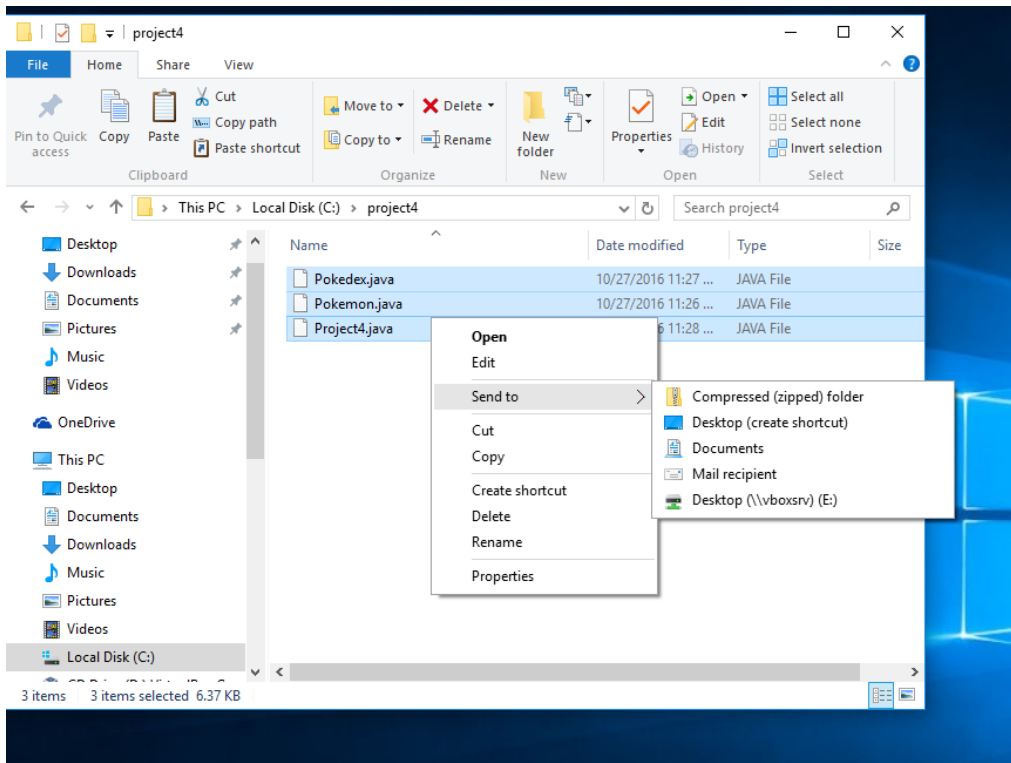 project4
File Home Share View
Pin to Quick access
Copy
Paste
Cut
Copy path
Paste shortcut
Clipboard
Move to
Copy to
Delete
Rename
Organize
New folder
New
Properties
Open
Edit
History
Open
Select all
Select none
Invert selection
Select
This PC > Local Disk (C:) > project4
Search project4
Name Date modified Type Size
Pokedex.java 10/27/2016 11:27 ... JAVA File
Pokemon.java 10/27/2016 11:26 ... JAVA File
Project4.java 11:28 ... JAVA File
Desktop
Downloads
Documents
Pictures
Music
Videos
OneDrive
This PC
Desktop
Documents
Downloads
Music
Pictures
Videos
Local Disk (C:)
Open
Edit
Send to
Cut
Copy
Create shortcut
Delete
Rename
Properties
Compressed (zipped) folder
Desktop (create shortcut)
Documents
Mail recipient
Desktop (\\vboxsrv) (E:)
3 items 3 items selected 6.37 KB